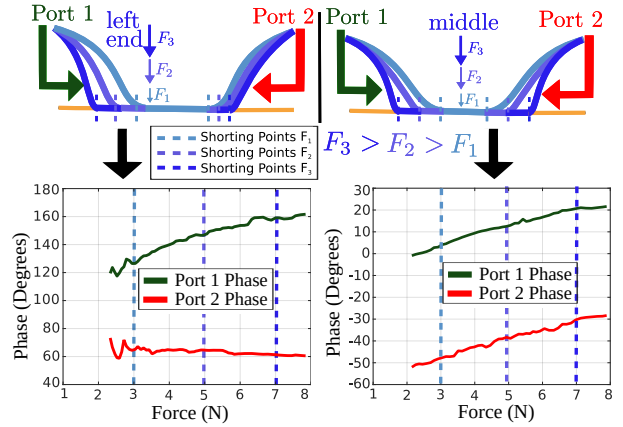 Port 1
left
end
F3
F2
F1
Port 2
Port 1
middle
F3
F2
F1
Port 2
Shorting Points F1
Shorting Points F2
Shorting Points F3
F3 > F2 > F1
180
160
140
120
100
80
60
40
Phase (Degrees)
Port 1 Phase
Port 2 Phase
1 2 3 4 5 6 7 8
Force (N)
30
20
10
0
-10
-20
-30
-40
-50
-60
Phase (Degrees)
Port 1 Phase
Port 2 Phase
1 2 3 4 5 6 7 8
Force (N)